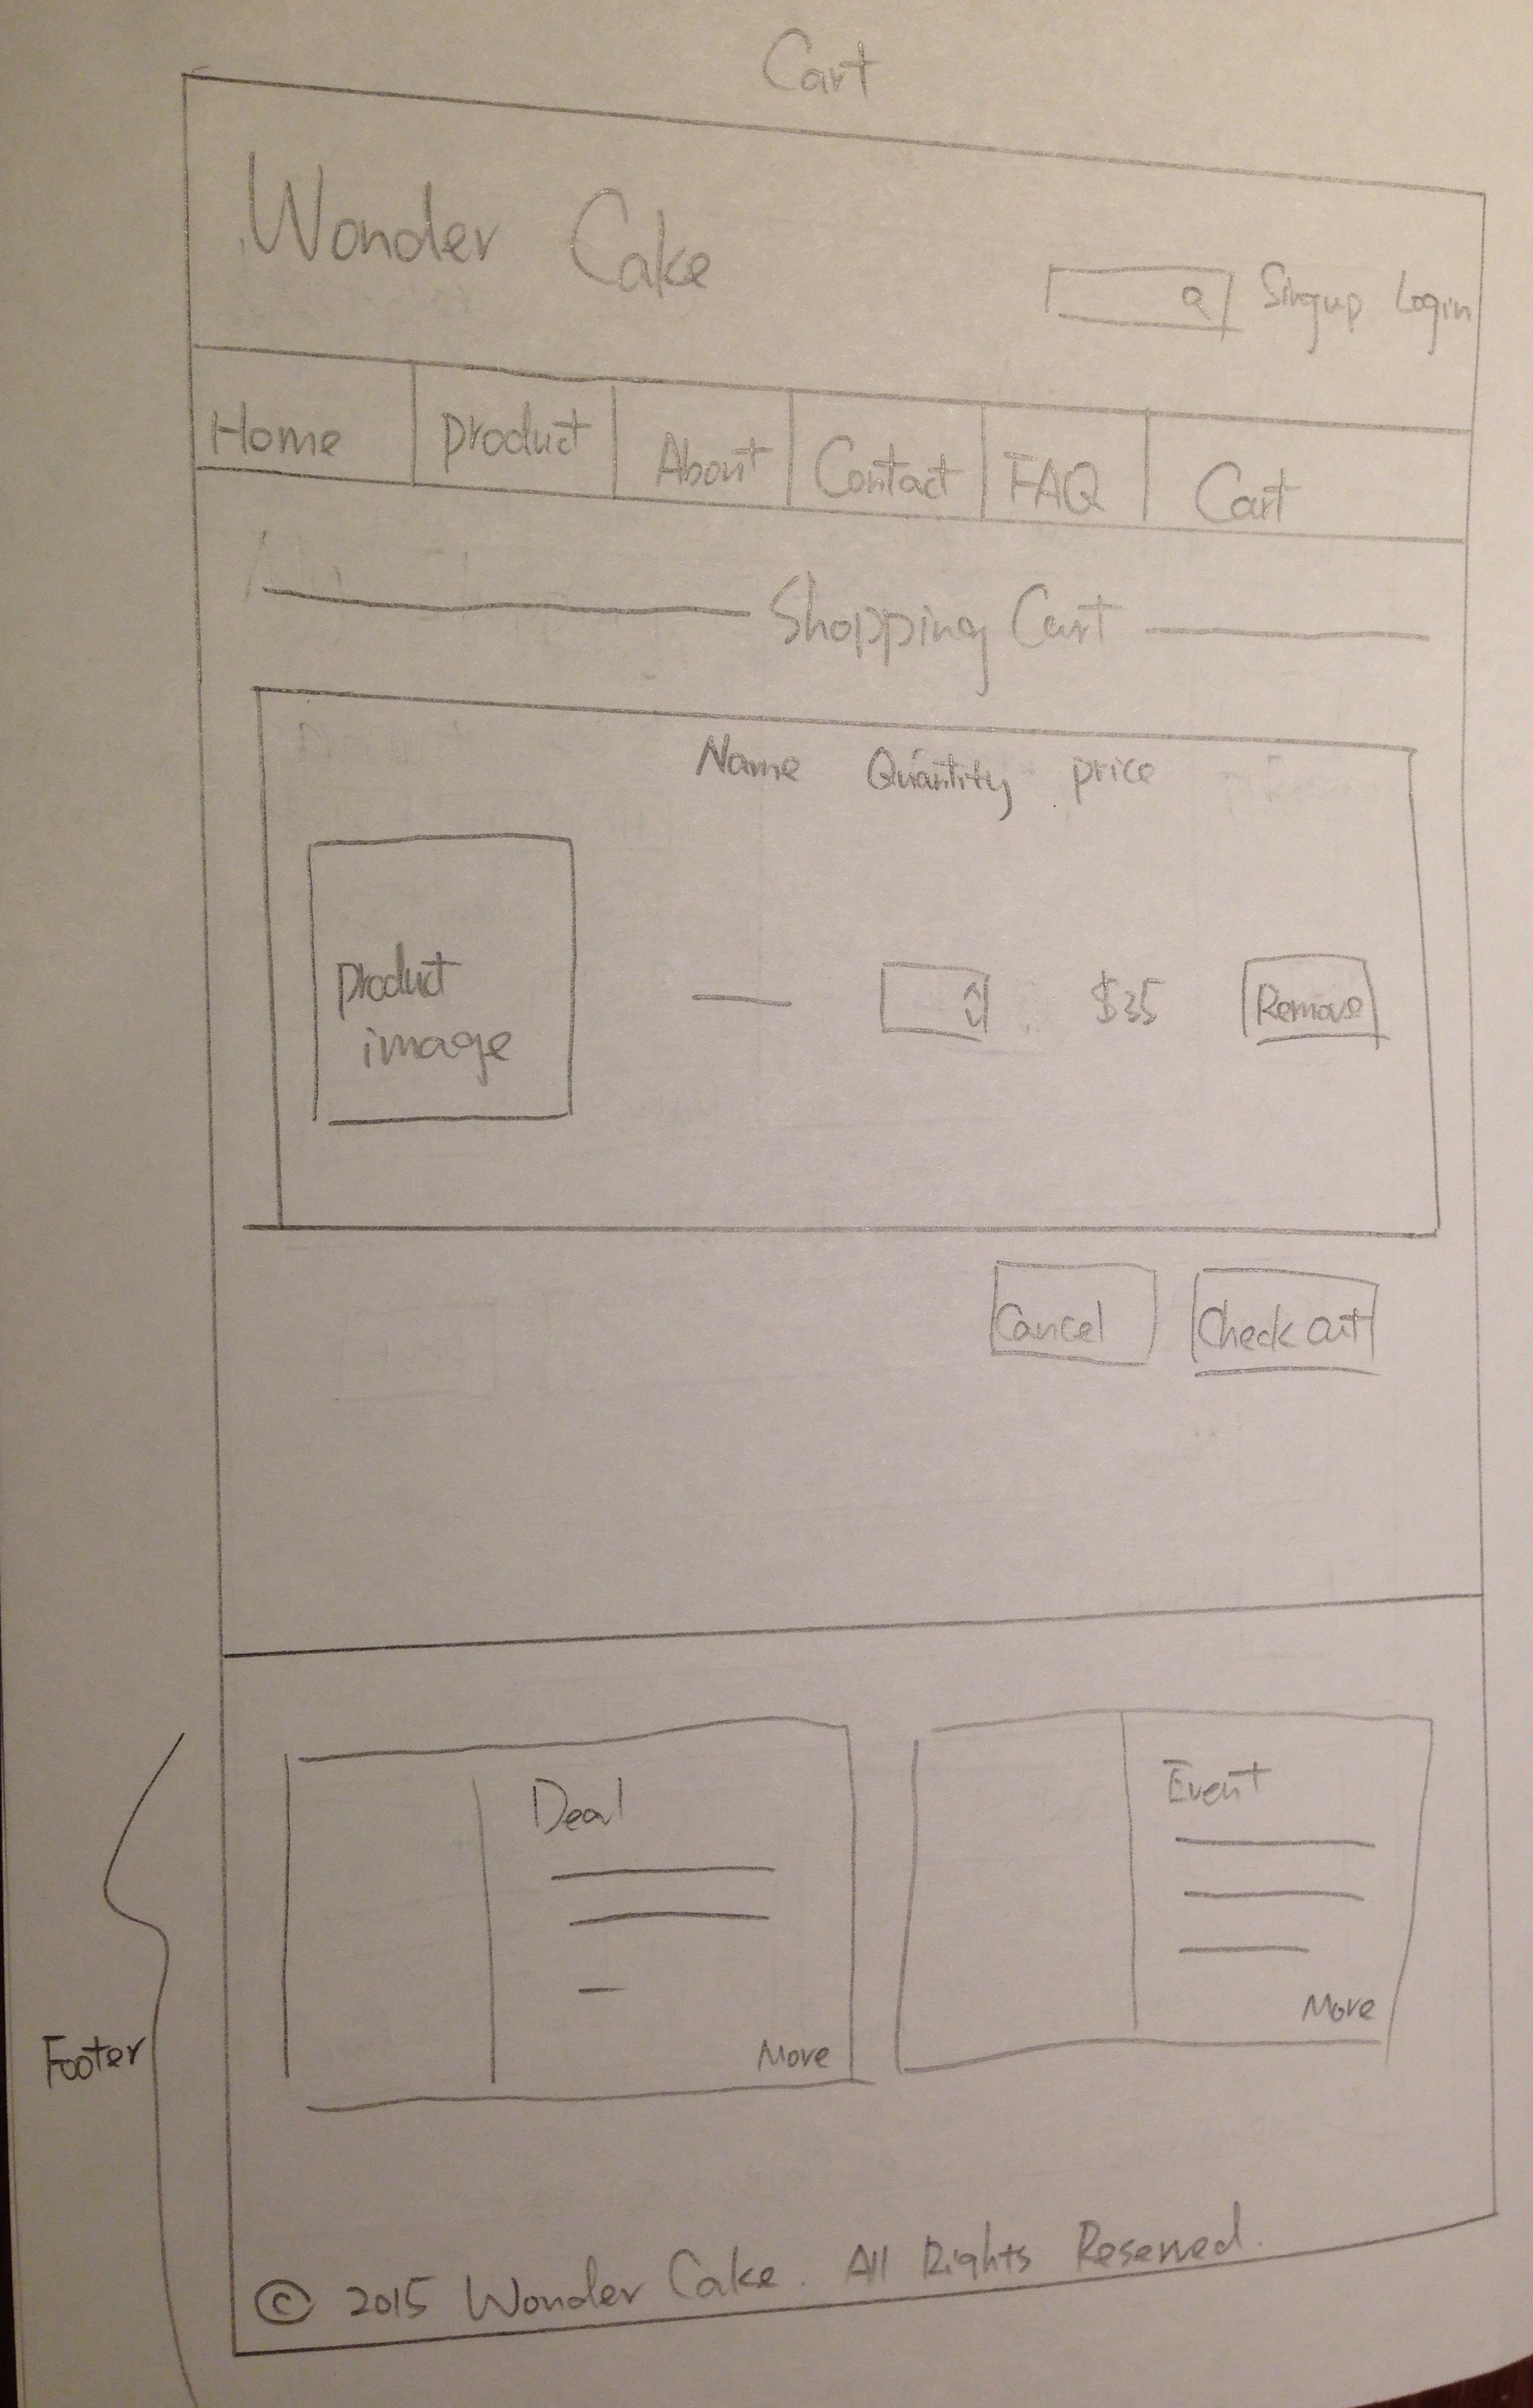 Cart
Wonder Cake
Singup Login
Home product About Contact FAQ Cart
Shopping Cart
Name Quantity price
product
image
$35 Remove
Cancel Check out
Deal
More
Event
More
Footer
© 2015 Wonder Cake. All Rights Reserved.